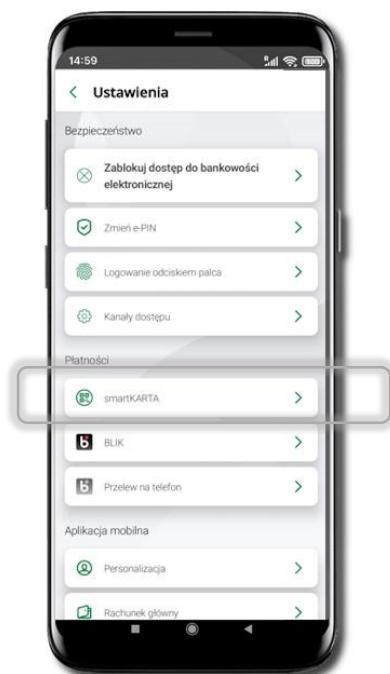 14:59
Ustawienia
Bezpieczeństwo
Zablokuj dostęp do bankowości
elektronicznej
Zmień e-PIN
Logowanie odciskiem palca
Kanały dostępu
Płatności
smartKARTA
BLIK
Przelew na telefon
Aplikacja mobilna
Personalizacja
Rachunek główny